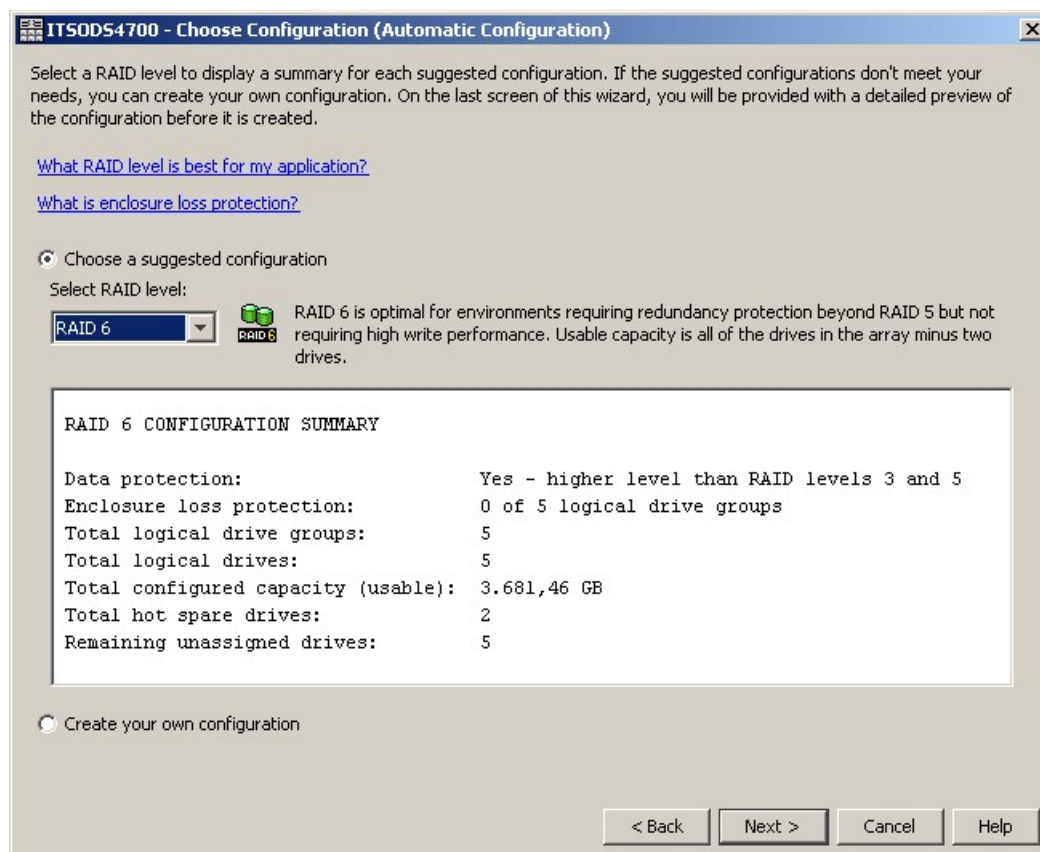 ITSODS4700 - Choose Configuration (Automatic Configuration)
Select a RAID level to display a summary for each suggested configuration. If the suggested configurations don't meet your
needs, you can create your own configuration. On the last screen of this wizard, you will be provided with a detailed preview of
the configuration before it is created.
What RAID level is best for my application?
What is enclosure loss protection?
Choose a suggested configuration
Select RAID level:
RAID 6
RAID 6
RAID 6 is optimal for environments requiring redundancy protection beyond RAID 5 but not
requiring high write performance. Usable capacity is all of the drives in the array minus two
drives.
RAID 6 CONFIGURATION SUMMARY
Data protection: Yes - higher level than RAID levels 3 and 5
Enclosure loss protection: 0 of 5 logical drive groups
Total logical drive groups: 5
Total logical drives: 5
Total configured capacity (usable): 3.681,46 GB
Total hot spare drives: 2
Remaining unassigned drives: 5
Create your own configuration
< Back Next > Cancel Help